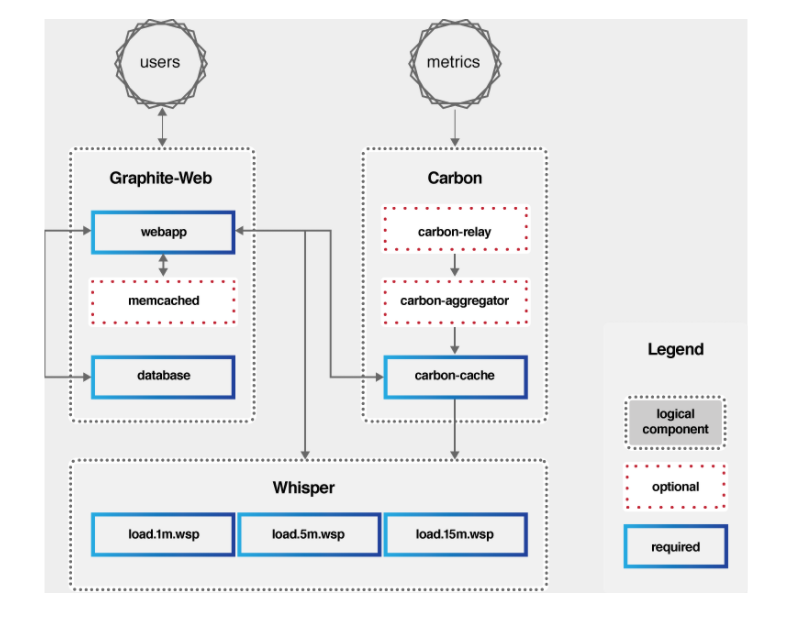 users
metrics
Graphite-Web
Carbon
webapp
carbon-relay
memcached
carbon-aggregator
database
carbon-cache
Legend
logical
component
optional
required
Whisper
load.1m.wsp
load.5m.wsp
load.15m.wsp